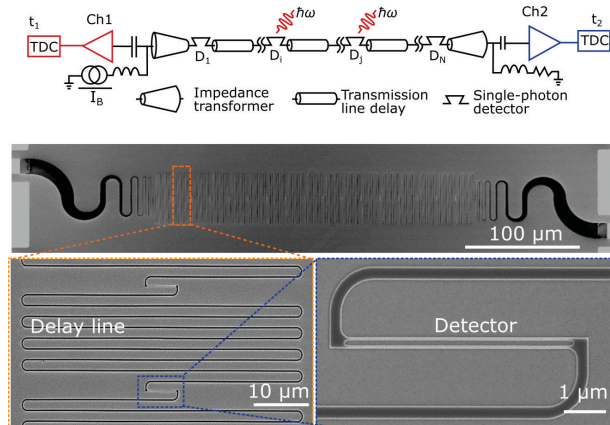 t1 Ch1 ħω ħω Ch2 t2
TDC TDC
D1 Di Dj DN
IB
Impedance transformer
Transmission line delay
Single-photon detector
100 μm
Delay line
10 μm
Detector
1 μm